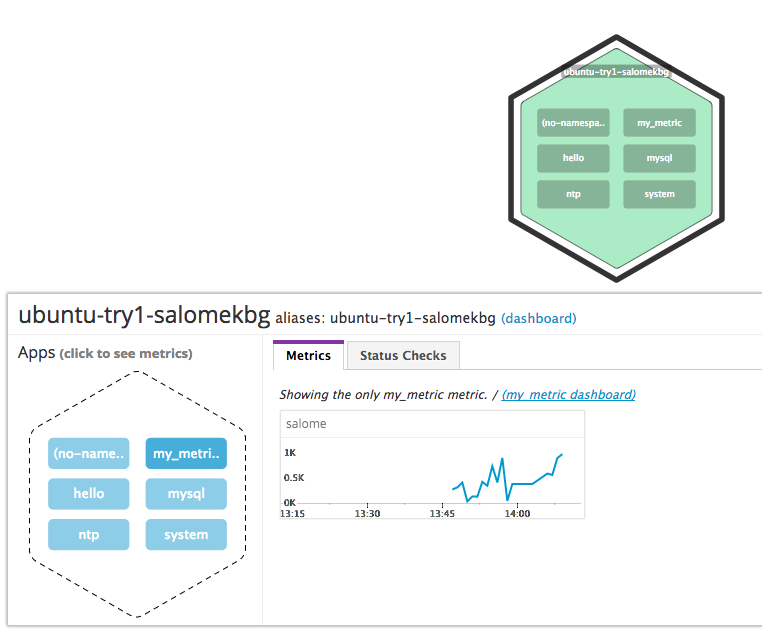 ubuntu-try1-salomekbg
(no-namespa.. my_metric
hello mysql
ntp system
ubuntu-try1-salomekbg aliases: ubuntu-try1-salomekbg (dashboard)
Apps (click to see metrics)
(no-name.. my_metri..
hello mysql
ntp system
Metrics Status Checks
Showing the only my_metric metric. / (my_metric dashboard)
salome
1K
0.5K
0K
13:15 13:30 13:45 14:00